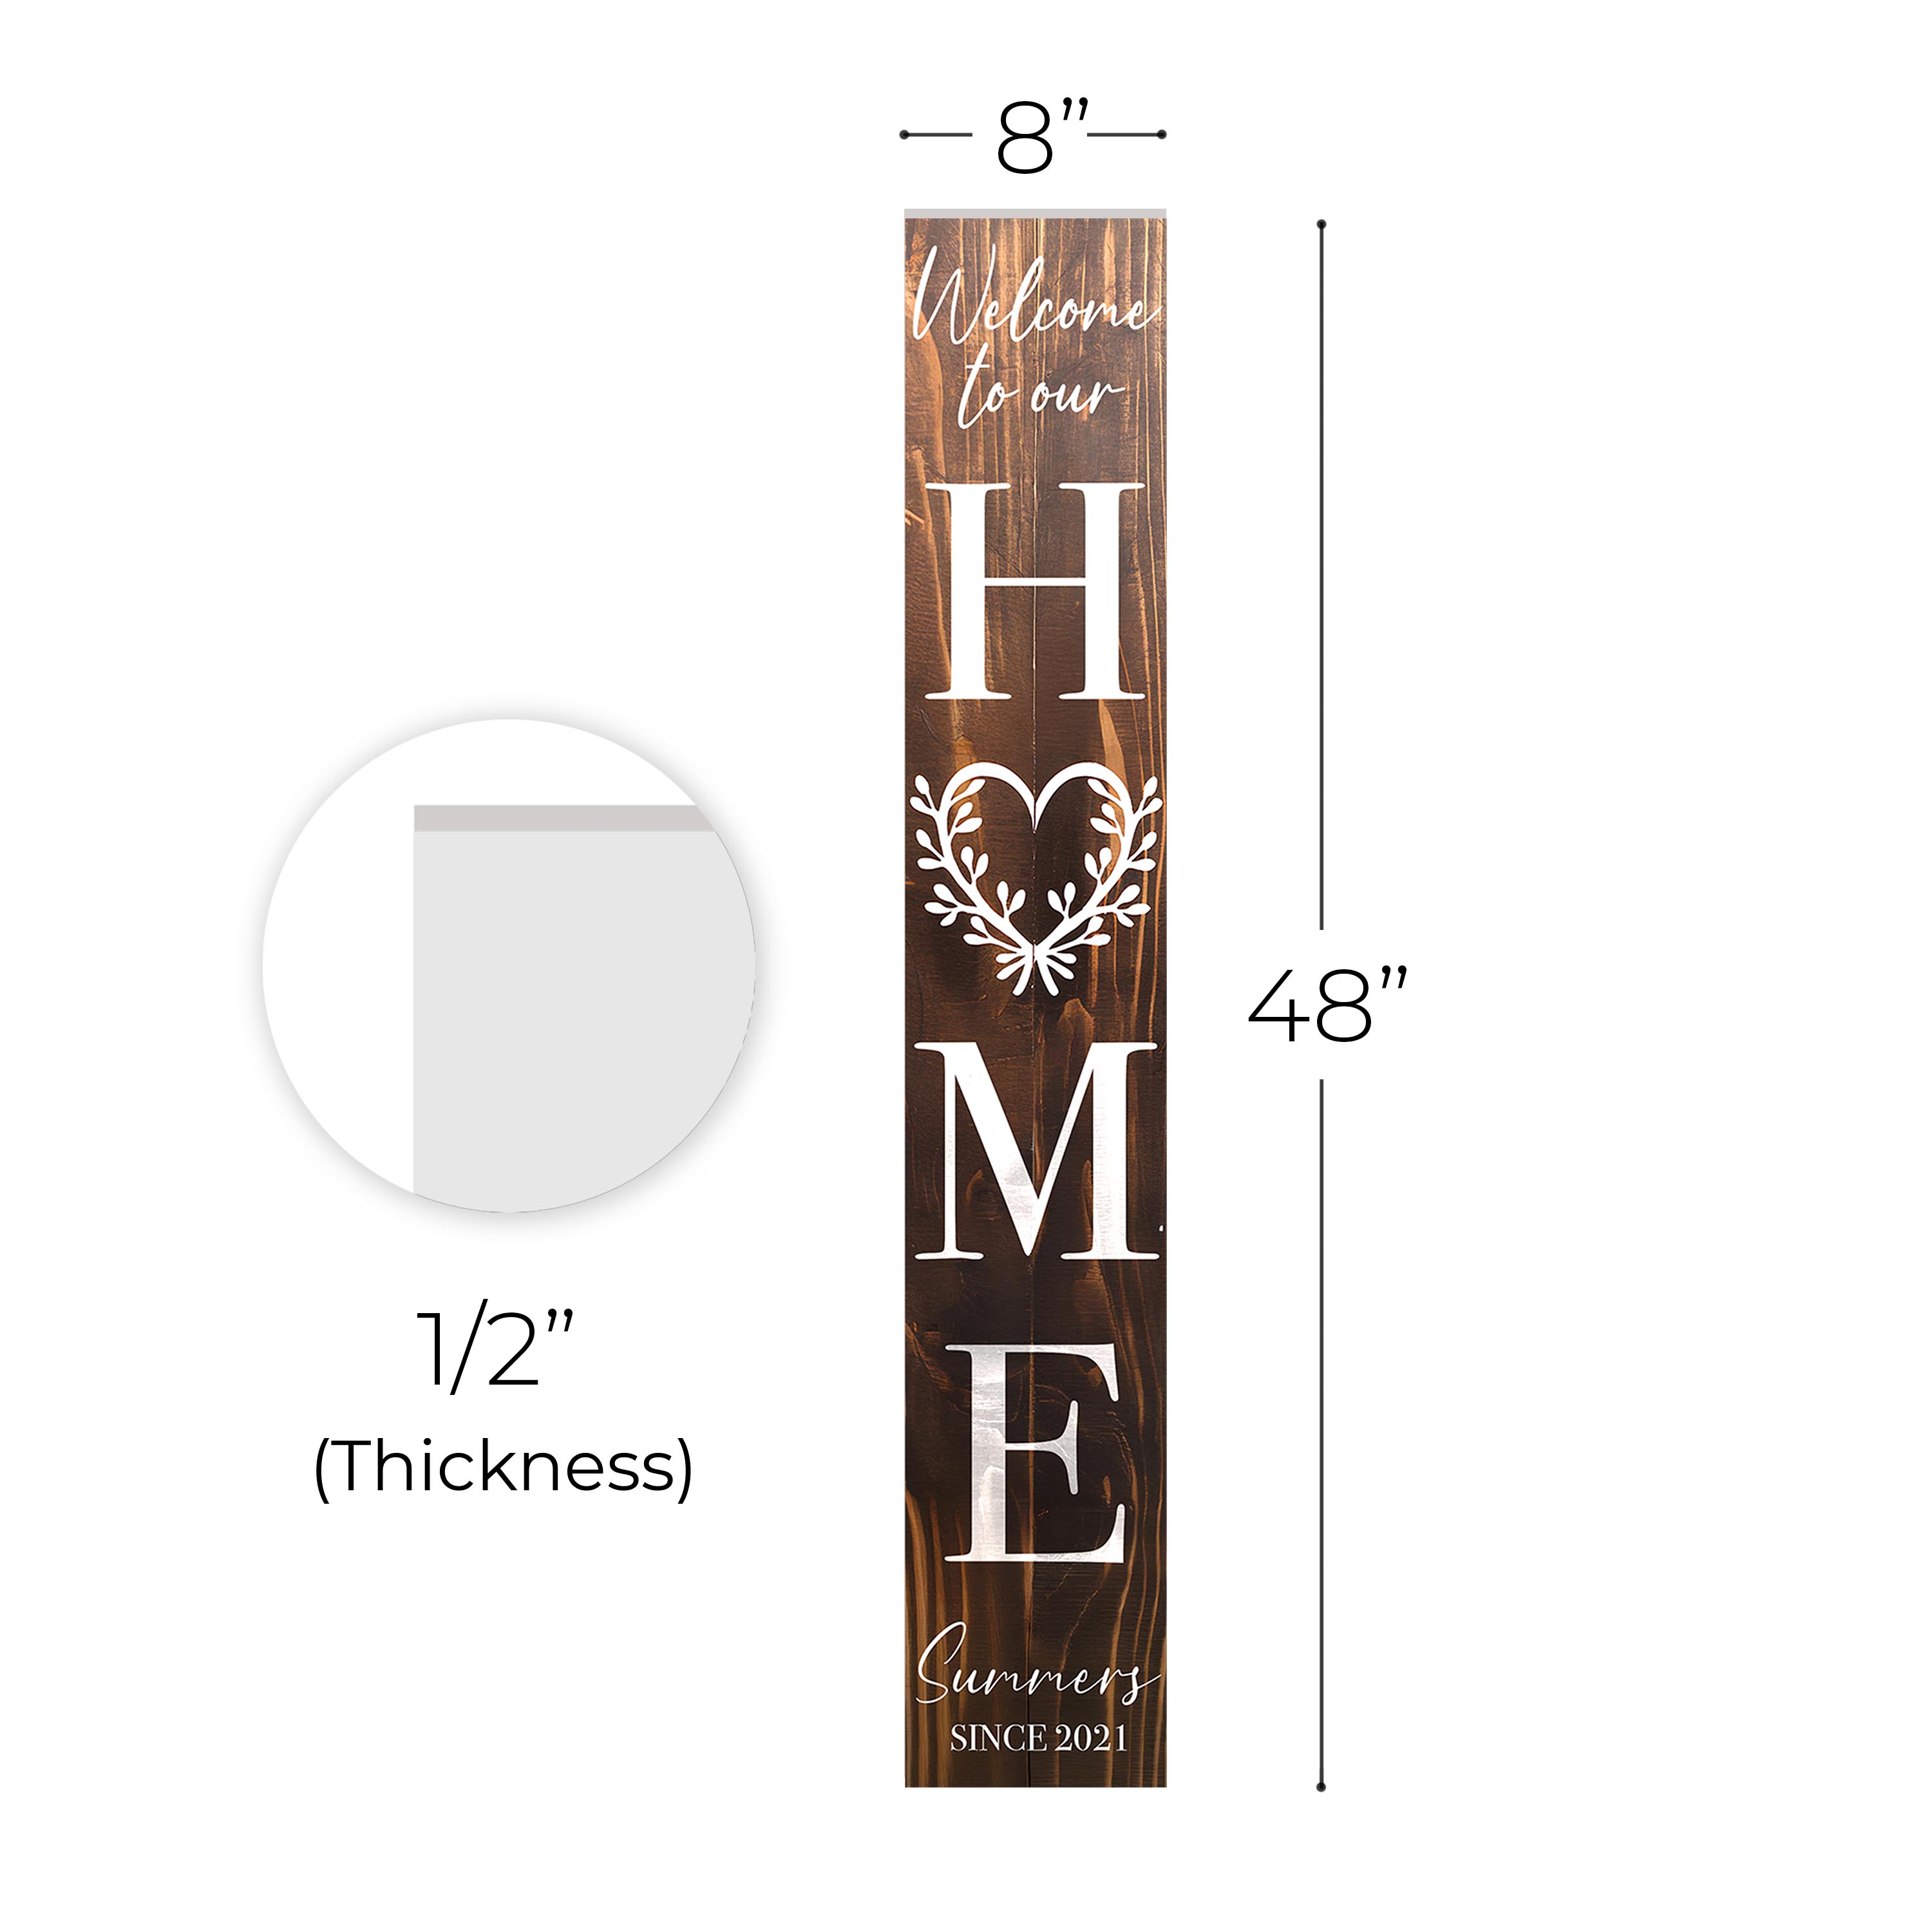 8”
Welcome
to our
H
M
E
Summers
SINCE 2021
48”
1/2”
(Thickness)